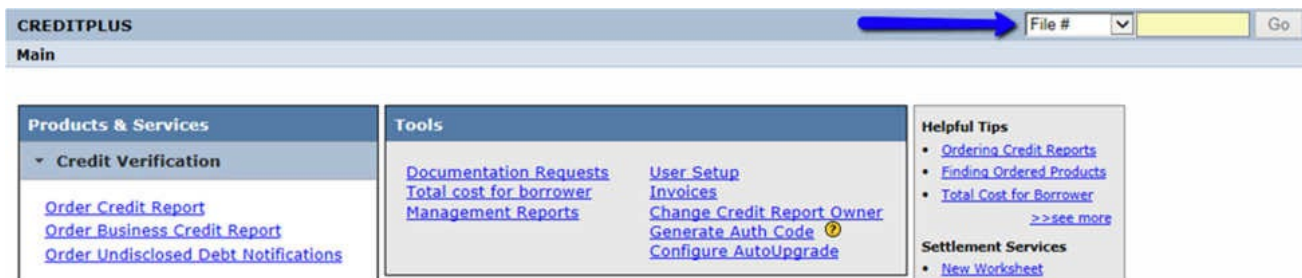 CREDITPLUS
File #
Go
Main
Products & Services
Credit Verification
Order Credit Report
Order Business Credit Report
Order Undisclosed Debt Notifications
Tools
Documentation Requests
Total cost for borrower
Management Reports
User Setup
Invoices
Change Credit Report Owner
Generate Auth Code ?
Configure AutoUpgrade
Helpful Tips
• Ordering Credit Reports
• Finding Ordered Products
• Total Cost for Borrower
>>see more
Settlement Services
• New Worksheet